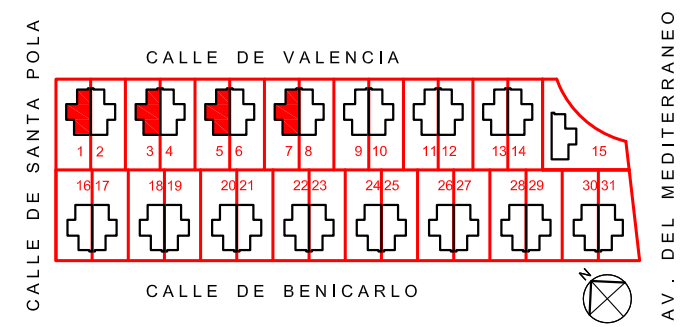 CALLE DE SANTA POLA
CALLE DE VALENCIA
AV. DEL MEDITERRANEO
1 2 3 4 5 6 7 8 9 10 11 12 13 14 15
16 17 18 19 20 21 22 23 24 25 26 27 28 29 30 31
CALLE DE BENICARLO
N